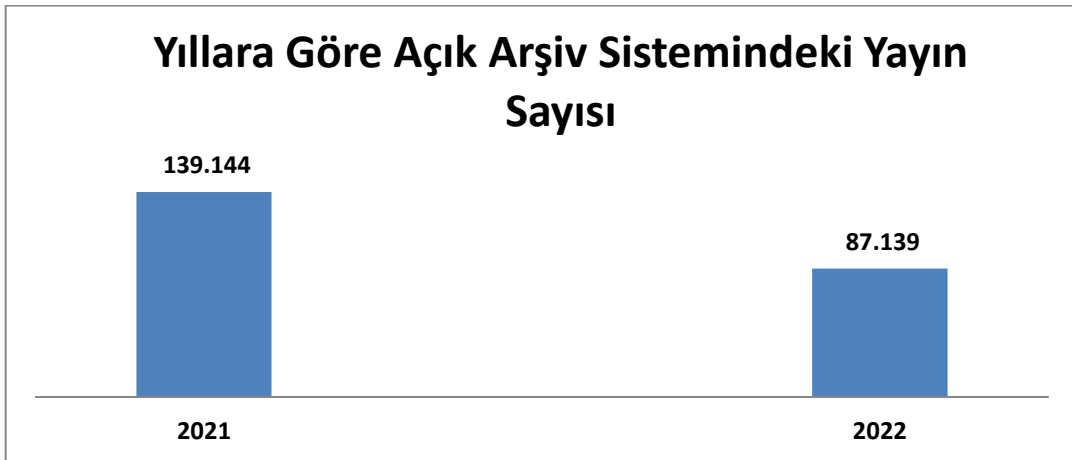 Yıllara Göre Açık Arşiv Sistemindeki Yayın
Sayısı
139.144
87.139
2021
2022